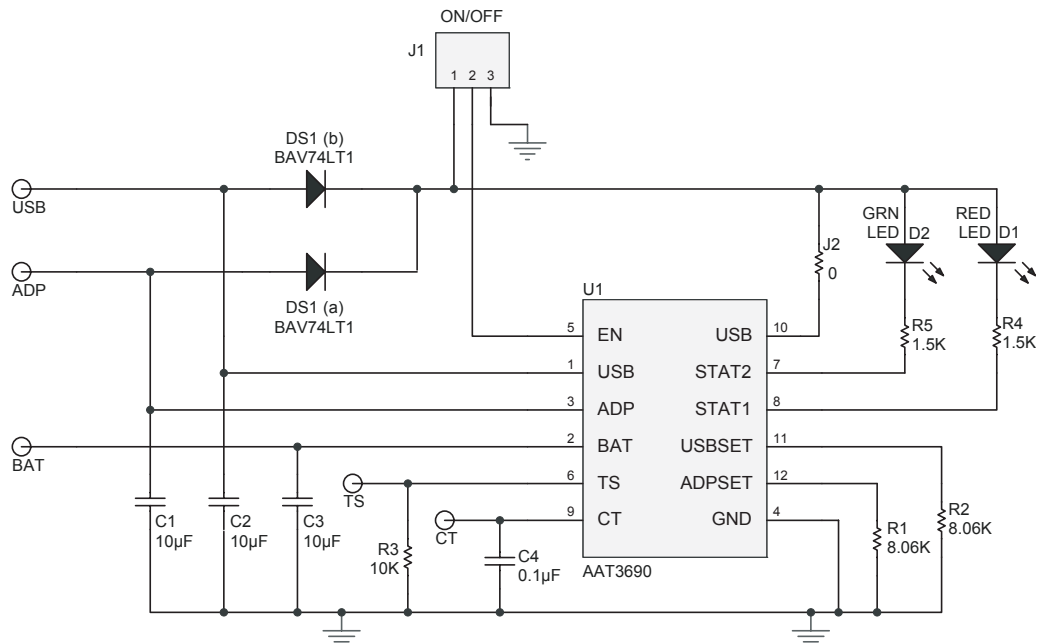 ON/OFF
J1
1 2 3
DS1 (b)
BAV74LT1
USB
ADP
DS1 (a)
BAV74LT1
GRN
LED D2
RED
LED D1
J2
0
U1
R5
1.5K
R4
1.5K
5 EN USB 10
1 USB STAT2 7
3 ADP STAT1 8
2 BAT USBSET 11
6 TS ADPSET 12
9 CT GND 4
BAT
TS
CT
C1
10µF
C2
10µF
C3
10µF
R3
10K
C4
0.1µF
AAT3690
R1
8.06K
R2
8.06K